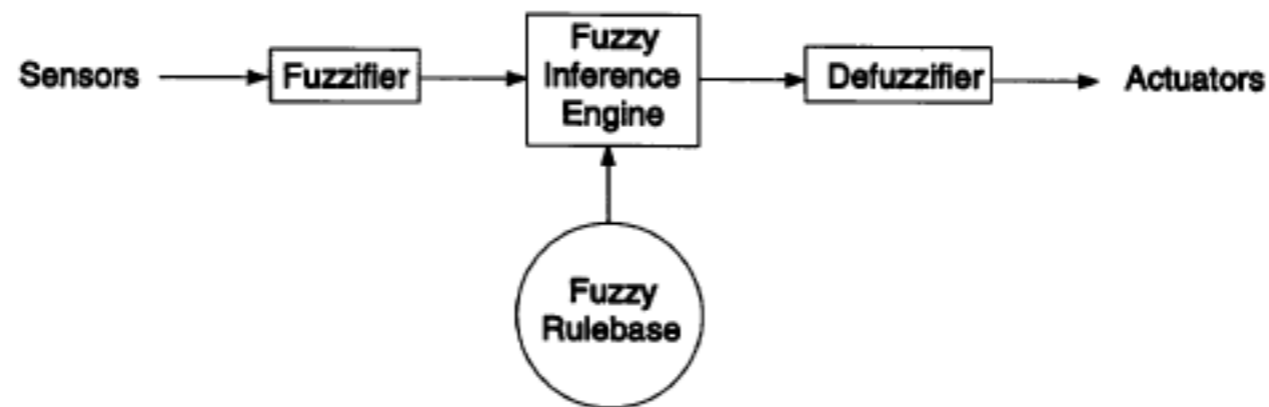 Sensors
Fuzzifier
Fuzzy
Inference
Engine
Defuzzifier
Actuators
Fuzzy
Rulebase